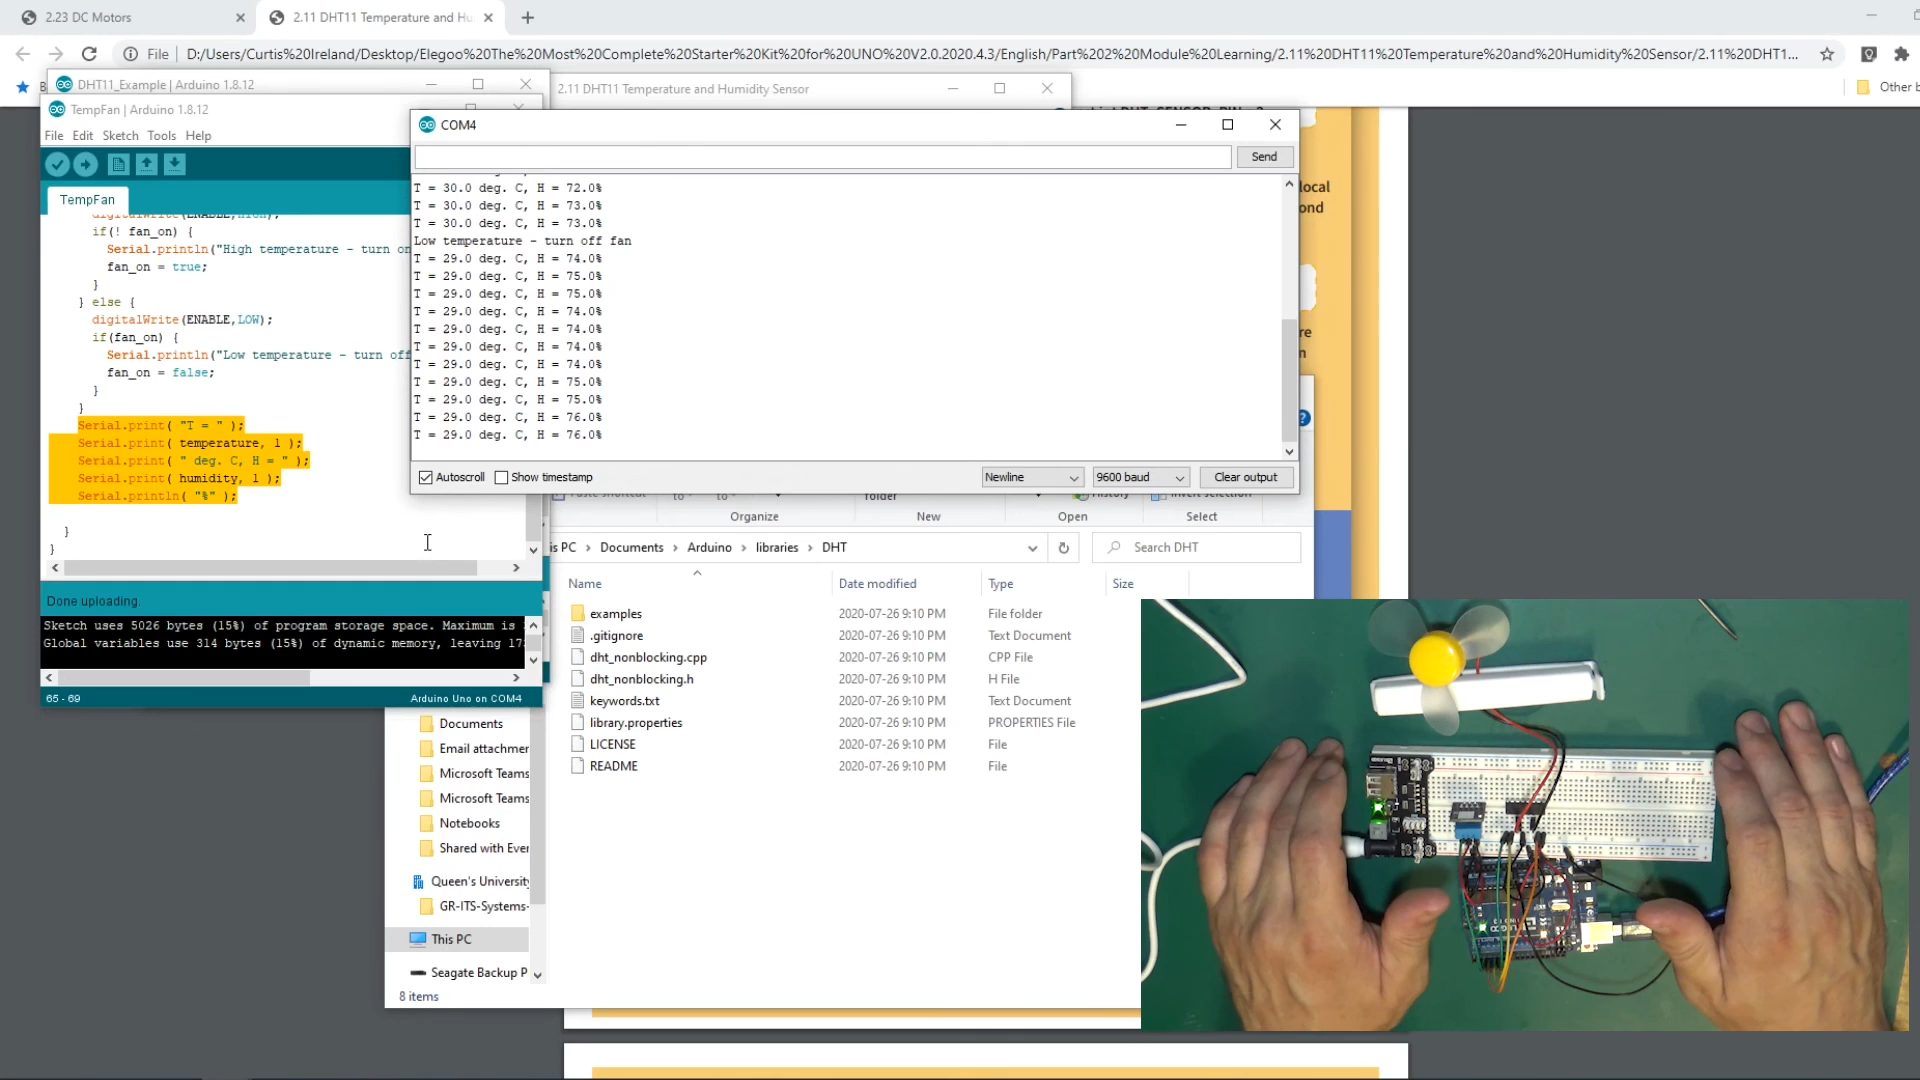 2.23 DC Motors
2.11 DHT11 Temperature and Hu
File
D:/Users/Curtis%20Ireland/Desktop/Elegoo%20The%20Most%20Complete%20Starter%20Kit%20for%20UNO%20V2.0.2020.4.3/English/Part%202%20Module%20Learning/2.11%20DHT11%20Temperature%20and%20Humidity%20Sensor/2.11%20DHT1...
Other b
DHT11_Example | Arduino 1.8.12
2.11 DHT11 Temperature and Humidity Sensor
TempFan | Arduino 1.8.12
File Edit Sketch Tools Help
TempFan
digitalWrite(ENABLE,HIGH);
if(! fan_on) {
Serial.println("High temperature - turn on
fan_on = true;
}
} else {
digitalWrite(ENABLE,LOW);
if(fan_on) {
Serial.println("Low temperature - turn off
fan_on = false;
}
}
Serial.print( "T = " );
Serial.print( temperature, 1 );
Serial.print( " deg. C, H = " );
Serial.print( humidity, 1 );
Serial.println( "%" );
}
}
Done uploading.
Sketch uses 5026 bytes (15%) of program storage space. Maximum is
Global variables use 314 bytes (15%) of dynamic memory, leaving 17
65 - 69
Arduino Uno on COM4
COM4
Send
T = 30.0 deg. C, H = 72.0%
T = 30.0 deg. C, H = 73.0%
T = 30.0 deg. C, H = 73.0%
Low temperature - turn off fan
T = 29.0 deg. C, H = 74.0%
T = 29.0 deg. C, H = 75.0%
T = 29.0 deg. C, H = 75.0%
T = 29.0 deg. C, H = 74.0%
T = 29.0 deg. C, H = 74.0%
T = 29.0 deg. C, H = 74.0%
T = 29.0 deg. C, H = 74.0%
T = 29.0 deg. C, H = 75.0%
T = 29.0 deg. C, H = 75.0%
T = 29.0 deg. C, H = 76.0%
T = 29.0 deg. C, H = 76.0%
Autoscroll
Show timestamp
Newline
9600 baud
Clear output
local
ond
re
folder
History
Invert selection
Organize
New
Open
Select
is PC > Documents > Arduino > libraries > DHT
Search DHT
Name Date modified Type Size
examples 2020-07-26 9:10 PM File folder
.gitignore 2020-07-26 9:10 PM Text Document
dht_nonblocking.cpp 2020-07-26 9:10 PM CPP File
dht_nonblocking.h 2020-07-26 9:10 PM H File
keywords.txt 2020-07-26 9:10 PM Text Document
library.properties 2020-07-26 9:10 PM PROPERTIES File
LICENSE 2020-07-26 9:10 PM File
README 2020-07-26 9:10 PM File
Documents
Email attachmer
Microsoft Teams
Microsoft Teams
Notebooks
Shared with Ever
Queen's University
GR-ITS-Systems-
This PC
Seagate Backup P
8 items